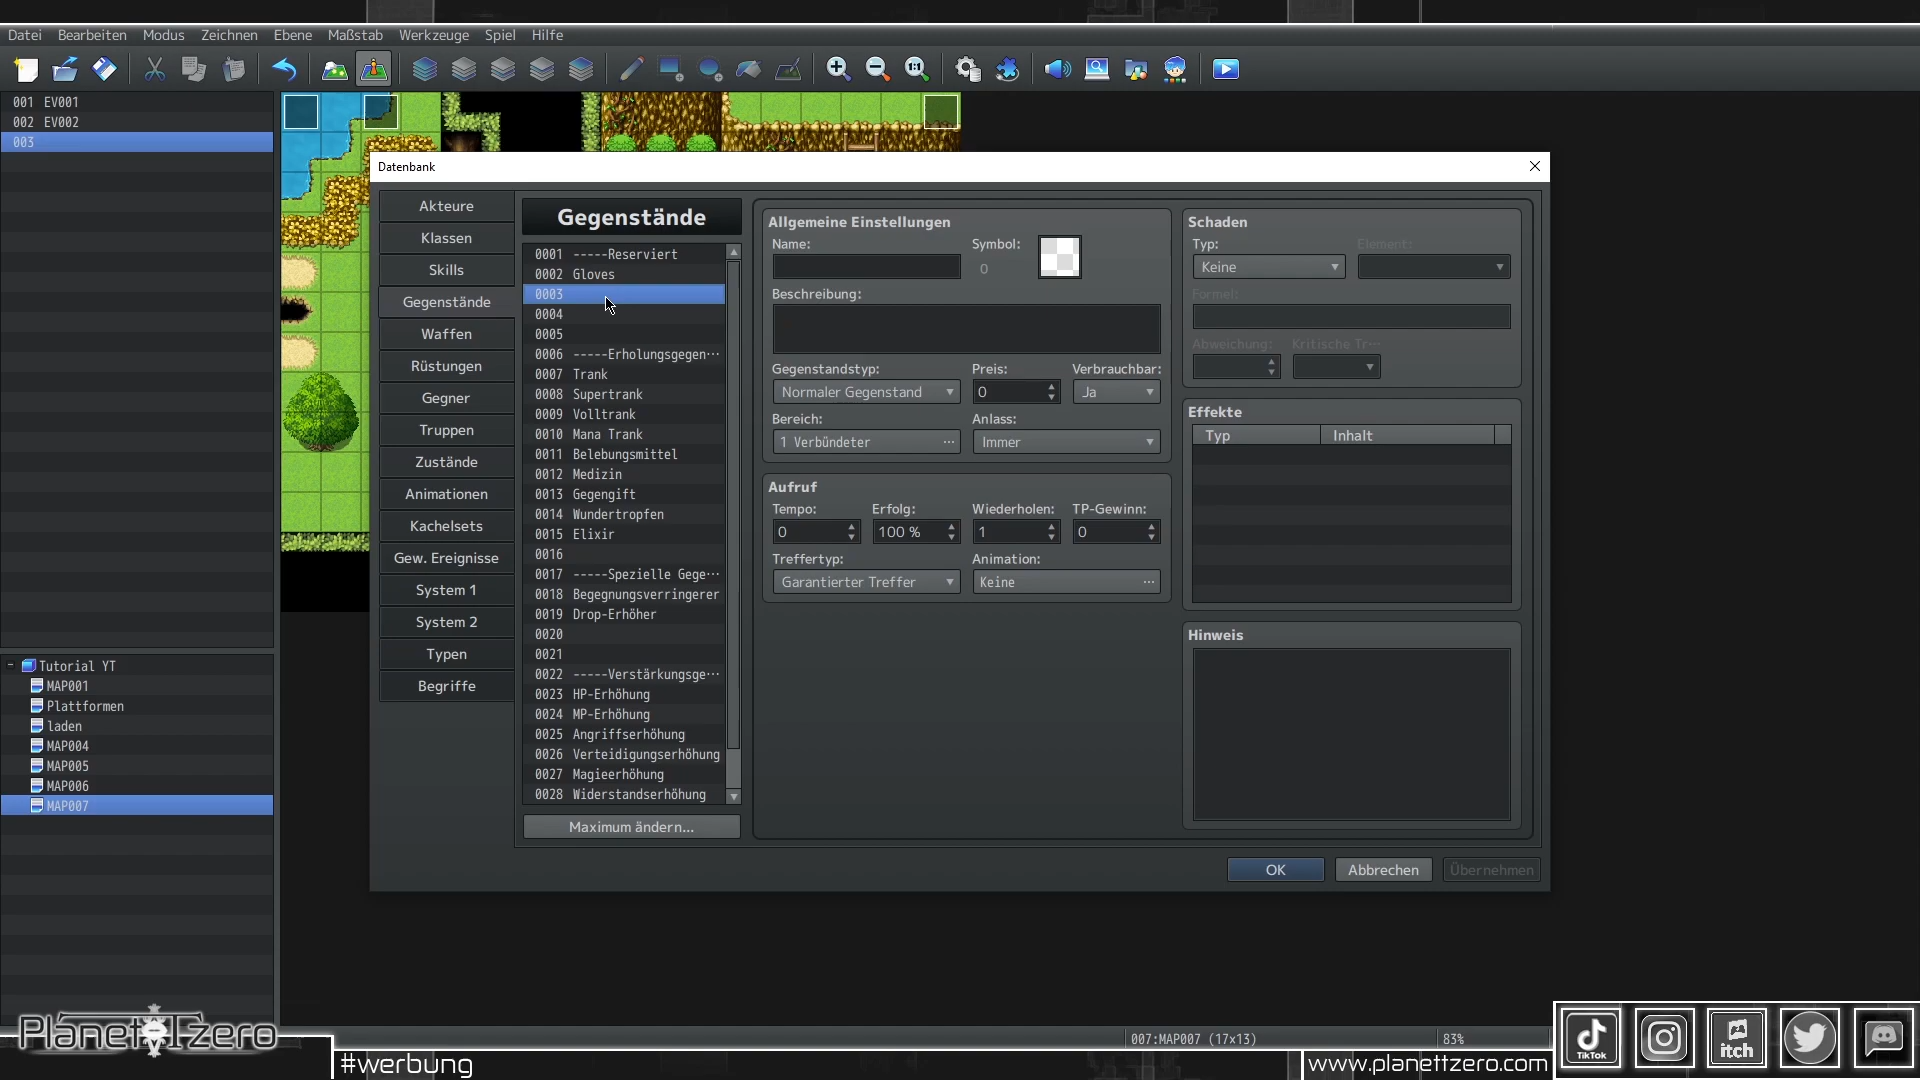 Datei Bearbeiten Modus Zeichnen Ebene Maßstab Werkzeuge Spiel Hilfe
1:1
001 EV001
002 EV002
003
Datenbank
Akteure
Klassen
Skills
Gegenstände
Waffen
Rüstungen
Gegner
Truppen
Zustände
Animationen
Kachelsets
Gew. Ereignisse
System 1
System 2
Typen
Begriffe
Gegenstände
0001 -----Reserviert
0002 Gloves
0003
0004
0005
0006 -----Erholungsgegen···
0007 Trank
0008 Supertrank
0009 Volltrank
0010 Mana Trank
0011 Belebungsmittel
0012 Medizin
0013 Gegengift
0014 Wundertropfen
0015 Elixir
0016
0017 -----Spezielle Gege···
0018 Begegnungsverringerer
0019 Drop-Erhöher
0020
0021
0022 -----Verstärkungsge···
0023 HP-Erhöhung
0024 MP-Erhöhung
0025 Angriffserhöhung
0026 Verteidigungserhöhung
0027 Magieerhöhung
0028 Widerstandserhöhung
Maximum ändern...
Allgemeine Einstellungen
Name: Symbol:
0
Beschreibung:
Gegenstandstyp: Preis: Verbrauchbar:
Normaler Gegenstand 0 Ja
Bereich: Anlass:
1 Verbündeter ··· Immer
Aufruf
Tempo: Erfolg: Wiederholen: TP-Gewinn:
0 100 % 1 0
Treffertyp: Animation:
Garantierter Treffer Keine ···
Schaden
Typ: Element:
Keine
Formel:
Abweichung: Kritische Tr···
Effekte
Typ Inhalt
Hinweis
OK Abbrechen Übernehmen
Tutorial YT
MAP001
Plattformen
laden
MAP004
MAP005
MAP006
MAP007
007:MAP007 (17×13) 83%
PlanetTzero
#werbung
www.planettzero.com
TikTok
itch